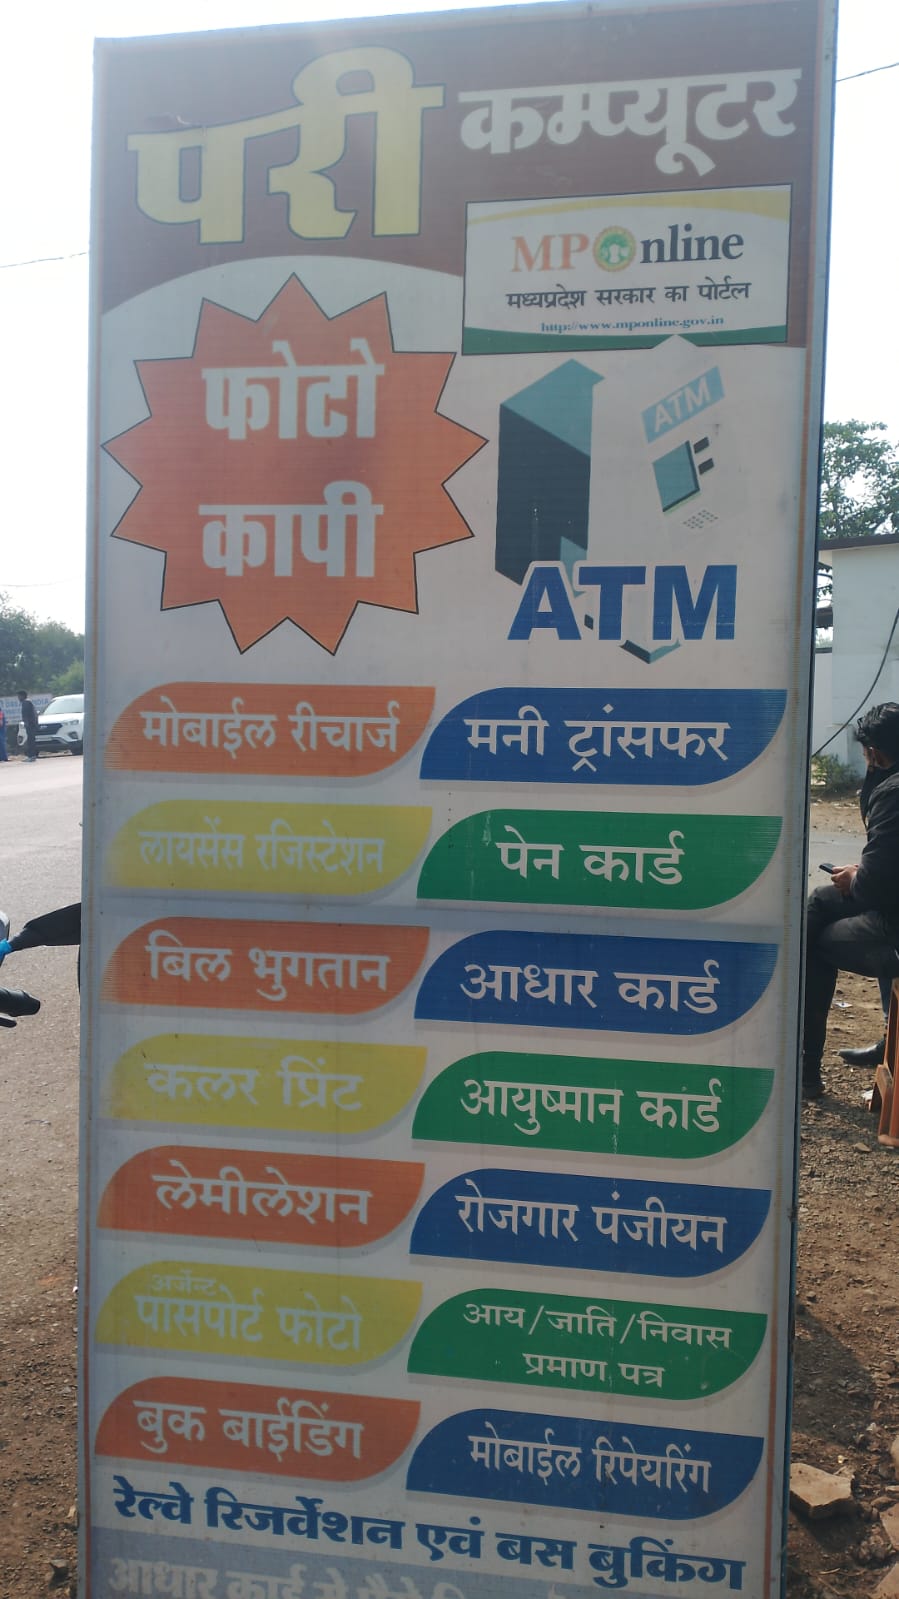 परी कम्प्यूटर
MPOnline
मध्यप्रदेश सरकार का पोर्टल
http://www.mponline.gov.in
फोटो
कापी
ATM
ATM
मोबाईल रीचार्ज
मनी ट्रांसफर
लायसेंस रजिस्टेशन
पेन कार्ड
बिल भुगतान
आधार कार्ड
कलर प्रिंट
आयुष्मान कार्ड
लेमीलेशन
रोजगार पंजीयन
अर्जेन्ट
पासपोर्ट फोटो
आय/जाति/निवास
प्रमाण पत्र
बुक बाईडिंग
मोबाईल रिपेयरिंग
रेल्वे रिजर्वेशन एवं बस बुकिंग
आधार कार्ड से पैसे